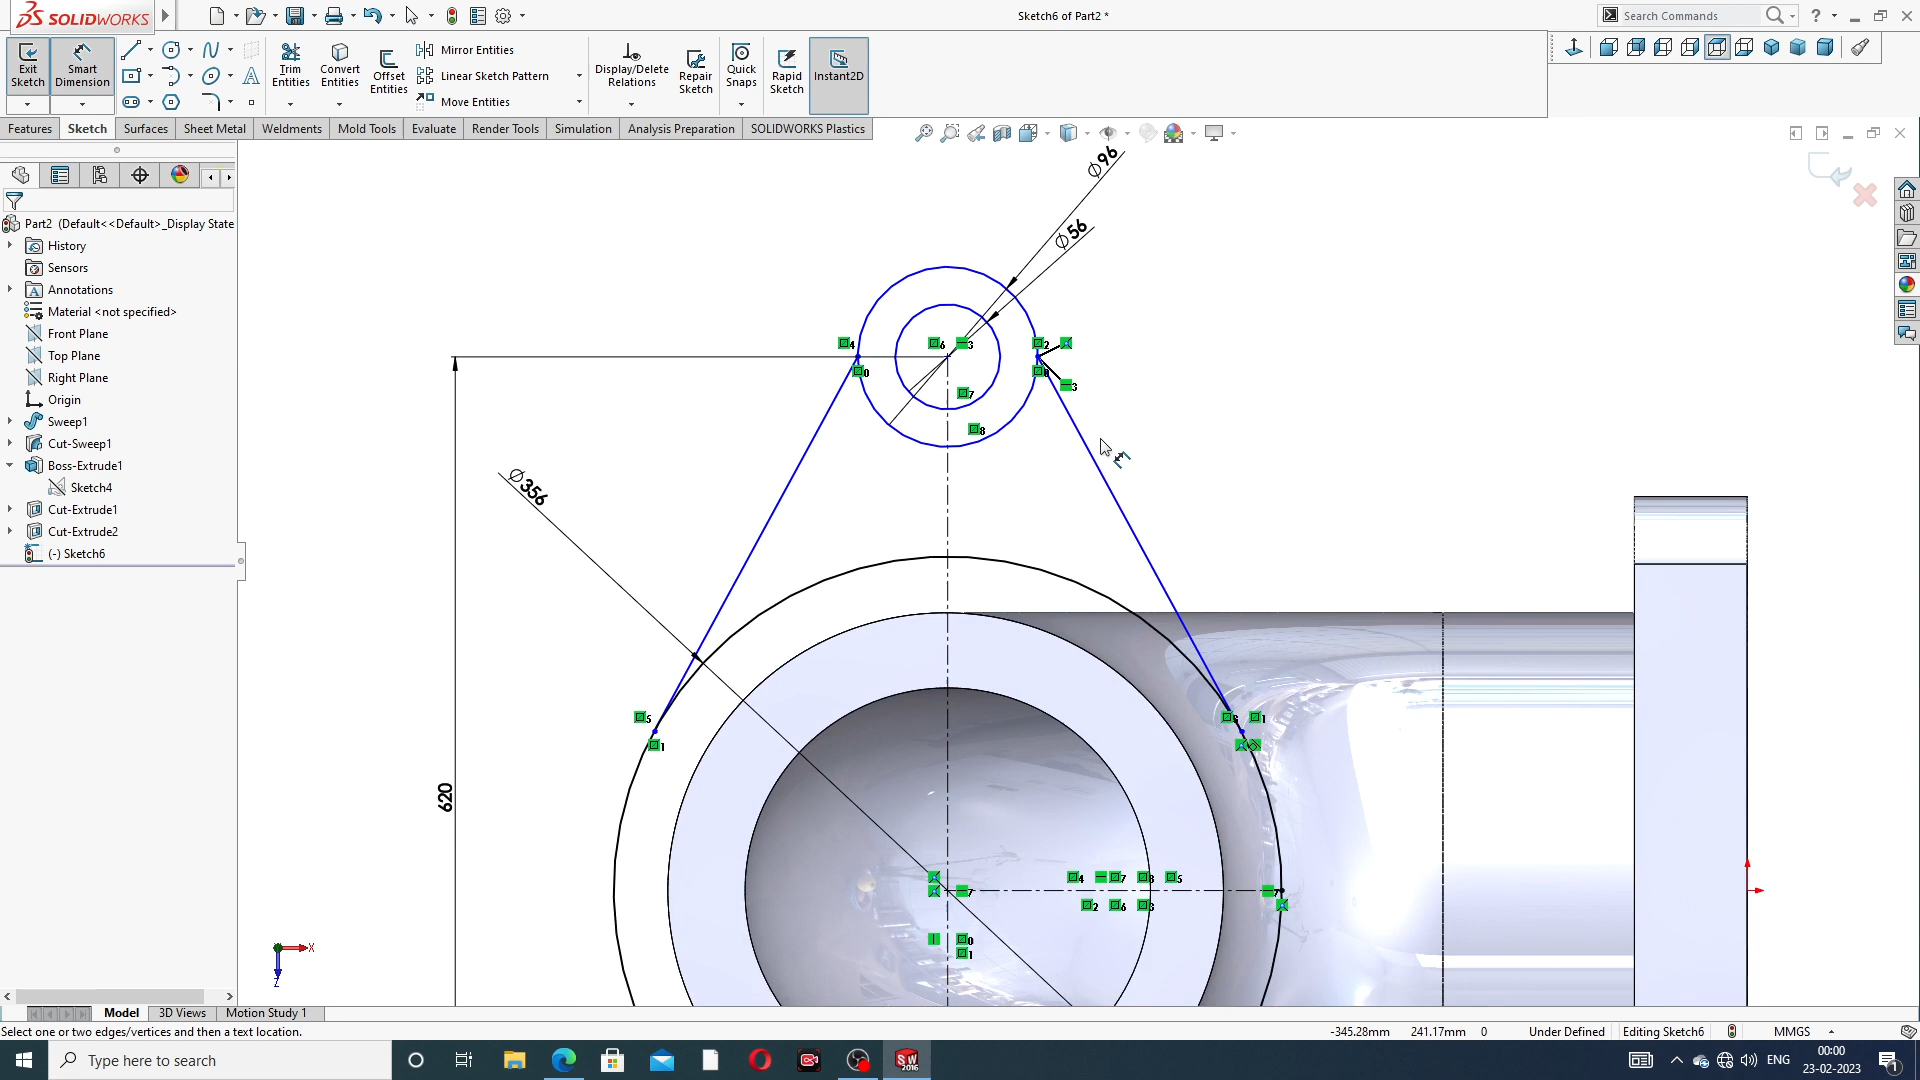 SOLIDWORKS
Sketch6 of Part2 *
Search Commands
Exit Sketch
Smart Dimension
Trim Entities
Convert Entities
Offset Entities
Mirror Entities
Linear Sketch Pattern
Move Entities
Display/Delete Relations
Repair Sketch
Quick Snaps
Rapid Sketch
Instant2D
Features
Sketch
Surfaces
Sheet Metal
Weldments
Mold Tools
Evaluate
Render Tools
Simulation
Analysis Preparation
SOLIDWORKS Plastics
Part2 (Default<<Default>_Display State
History
Sensors
Annotations
Material <not specified>
Front Plane
Top Plane
Right Plane
Origin
Sweep1
Cut-Sweep1
Boss-Extrude1
Sketch4
Cut-Extrude1
Cut-Extrude2
(-) Sketch6
∅96
∅56
∅356
620
X
Z
Model
3D Views
Motion Study 1
Select one or two edges/vertices and then a text location.
-345.28mm
241.17mm
0
Under Defined
Editing Sketch6
MMGS
Type here to search
SW
2016
ENG
00:00
23-02-2023
1